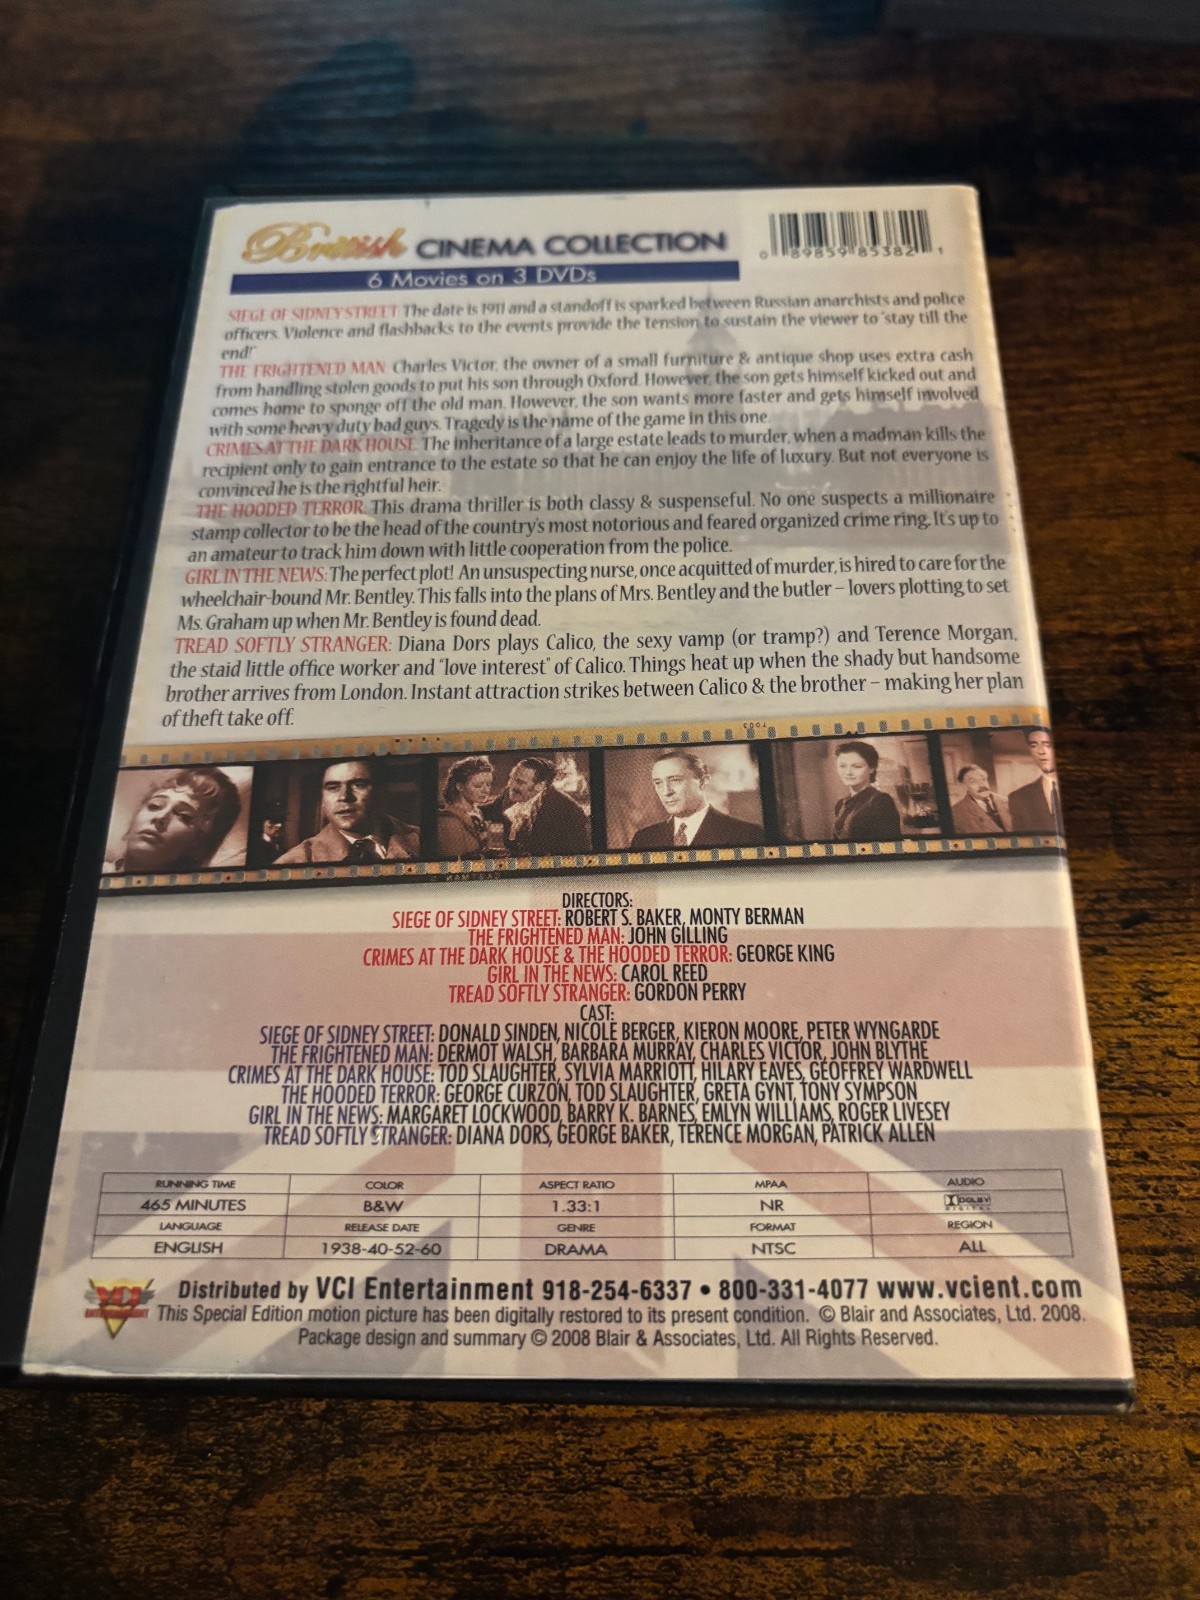 British CINEMA COLLECTION
6 Movies on 3 DVDs
0 89859 85382 1
SIEGE OF SIDNEY STREET: The date is 1911 and a standoff is sparked between Russian anarchists and police
officers. Violence and flashbacks to the events provide the tension to sustain the viewer to "stay till the
end!"
THE FRIGHTENED MAN: Charles Victor, the owner of a small furniture & antique shop uses extra cash
from handling stolen goods to put his son through Oxford. However, the son gets himself kicked out and
comes home to sponge off the old man. However, the son wants more faster and gets himself involved
with some heavy duty bad guys. Tragedy is the name of the game in this one.
CRIMES AT THE DARK HOUSE: The inheritance of a large estate leads to murder, when a madman kills the
recipient only to gain entrance to the estate so that he can enjoy the life of luxury. But not everyone is
convinced he is the rightful heir.
THE HOODED TERROR: This drama thriller is both classy & suspenseful. No one suspects a millionaire
stamp collector to be the head of the country's most notorious and feared organized crime ring. It's up to
an amateur to track him down with little cooperation from the police.
GIRL IN THE NEWS: The perfect plot! An unsuspecting nurse, once acquitted of murder, is hired to care for the
wheelchair-bound Mr. Bentley. This falls into the plans of Mrs. Bentley and the butler – lovers plotting to set
Ms. Graham up when Mr. Bentley is found dead.
TREAD SOFTLY STRANGER: Diana Dors plays Calico, the sexy vamp (or tramp?) and Terence Morgan,
the staid little office worker and "love interest" of Calico. Things heat up when the shady but handsome
brother arrives from London. Instant attraction strikes between Calico & the brother – making her plan
of theft take off.
DIRECTORS:
SIEGE OF SIDNEY STREET: ROBERT S. BAKER, MONTY BERMAN
THE FRIGHTENED MAN: JOHN GILLING
CRIMES AT THE DARK HOUSE & THE HOODED TERROR: GEORGE KING
GIRL IN THE NEWS: CAROL REED
TREAD SOFTLY STRANGER: GORDON PERRY
CAST:
SIEGE OF SIDNEY STREET: DONALD SINDEN, NICOLE BERGER, KIERON MOORE, PETER WYNGARDE
THE FRIGHTENED MAN: DERMOT WALSH, BARBARA MURRAY, CHARLES VICTOR, JOHN BLYTHE
CRIMES AT THE DARK HOUSE: TOD SLAUGHTER, SYLVIA MARRIOTT, HILARY EAVES, GEOFFREY WARDWELL
THE HOODED TERROR: GEORGE CURZON, TOD SLAUGHTER, GRETA GYNT, TONY SYMPSON
GIRL IN THE NEWS: MARGARET LOCKWOOD, BARRY K. BARNES, EMLYN WILLIAMS, ROGER LIVESEY
TREAD SOFTLY STRANGER: DIANA DORS, GEORGE BAKER, TERENCE MORGAN, PATRICK ALLEN
RUNNING TIME COLOR ASPECT RATIO MPAA AUDIO
465 MINUTES B&W 1.33:1 NR DOLBY DIGITAL
LANGUAGE RELEASE DATE GENRE FORMAT REGION
ENGLISH 1938-40-52-60 DRAMA NTSC ALL
VCI ENTERTAINMENT
Distributed by VCI Entertainment 918-254-6337 • 800-331-4077 www.vcient.com
This Special Edition motion picture has been digitally restored to its present condition. © Blair and Associates, Ltd. 2008.
Package design and summary © 2008 Blair & Associates, Ltd. All Rights Reserved.